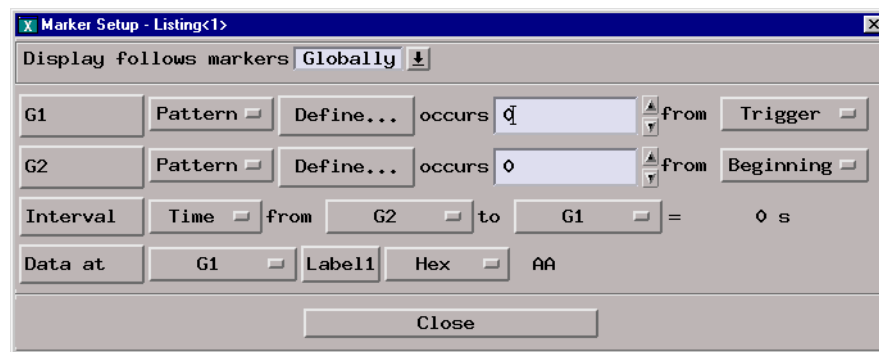 Marker Setup - Listing<1>
Display follows markers Globally
G1 Pattern Define... occurs 0 from Trigger
G2 Pattern Define... occurs 0 from Beginning
Interval Time from G2 to G1 = 0 s
Data at G1 Label1 Hex AA
Close